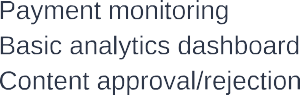 Payment monitoring
Basic analytics dashboard
Content approval/rejection